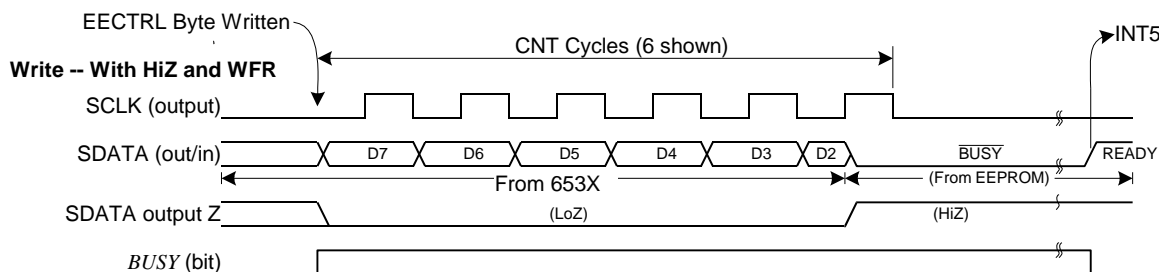 EECTRL Byte Written
INT5
CNT Cycles (6 shown)
Write -- With HiZ and WFR
SCLK (output)
SDATA (out/in)
D7
D6
D5
D4
D3
D2
BUSY
READY
From 653X
(From EEPROM)
SDATA output Z
(LoZ)
(HiZ)
BUSY (bit)